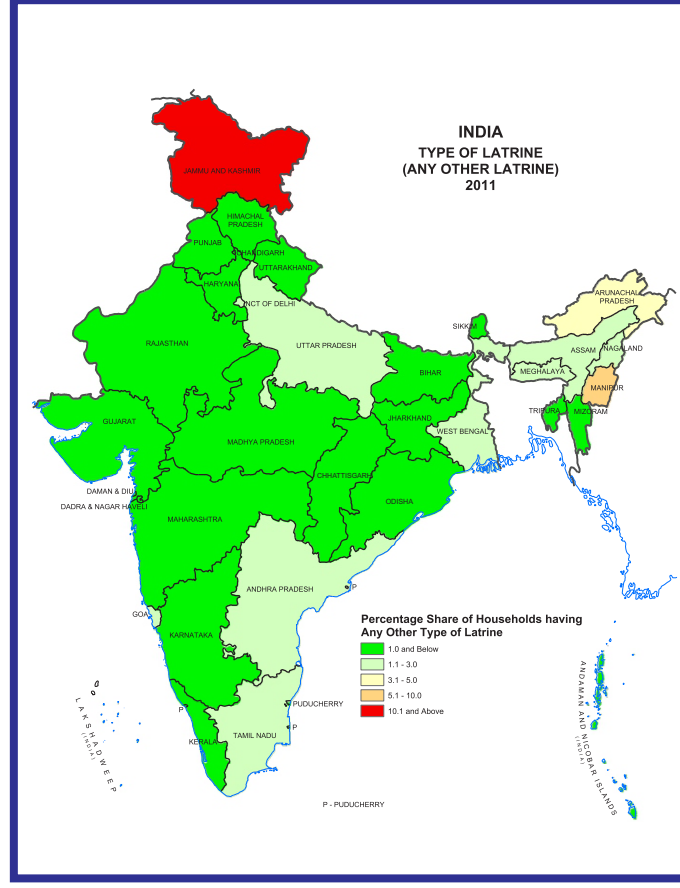 INDIA
TYPE OF LATRINE
(ANY OTHER LATRINE)
2011
JAMMU AND KASHMIR
HIMACHAL
PRADESH
PUNJAB
CHANDIGARH
UTTARAKHAND
HARYANA
NCT OF DELHI
ARUNACHAL
PRADESH
SIKKIM
RAJASTHAN
UTTAR PRADESH
ASSAM
NAGALAND
BIHAR
MEGHALAYA
MANIPUR
TRIPURA
MIZORAM
GUJARAT
JHARKHAND
WEST BENGAL
MADHYA PRADESH
CHHATTISGARH
DAMAN & DIU
ODISHA
DADRA & NAGAR HAVELI
MAHARASHTRA
ANDHRA PRADESH
P
GOA
KARNATAKA
Percentage Share of Households having
Any Other Type of Latrine
1.0 and Below
1.1 - 3.0
3.1 - 5.0
5.1 - 10.0
10.1 and Above
LAKSHADWEEP
(INDIA)
P
PUDUCHERRY
P
KERALA
TAMIL NADU
ANDAMAN AND NICOBAR ISLANDS
(INDIA)
P - PUDUCHERRY